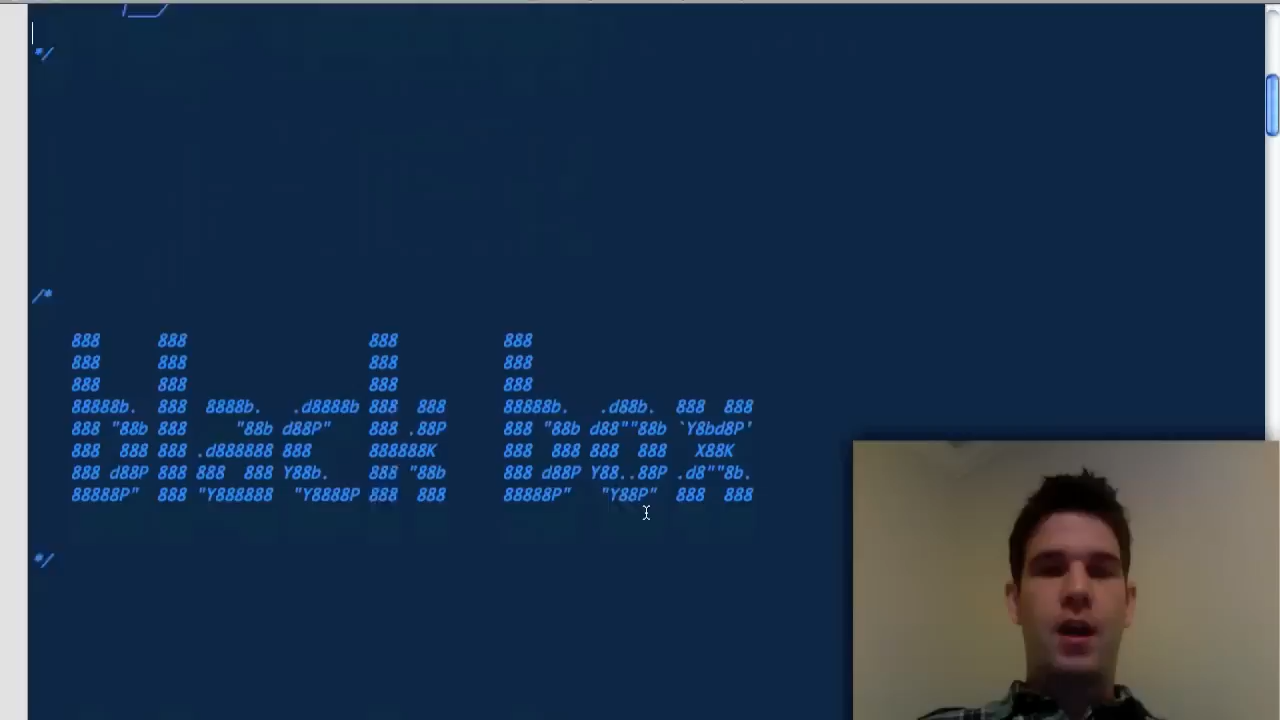 */
/*
888      888                   888           888
888      888                   888           888
888      888                   888           888
88888b.  888  8888b.   .d8888b 888  888      88888b.   .d88b.  888  888
888 "88b 888     "88b d88P"    888 .88P      888 "88b d88""88b `Y8bd8P'
888  888 888 .d888888 888      888888K       888  888 888  888   X88K
888 d88P 888 888  888 Y88b.    888 "88b      888 d88P Y88..88P .d8""8b.
88888P"  888 "Y888888  "Y8888P 888  888      88888P"   "Y88P"  888  888
*/